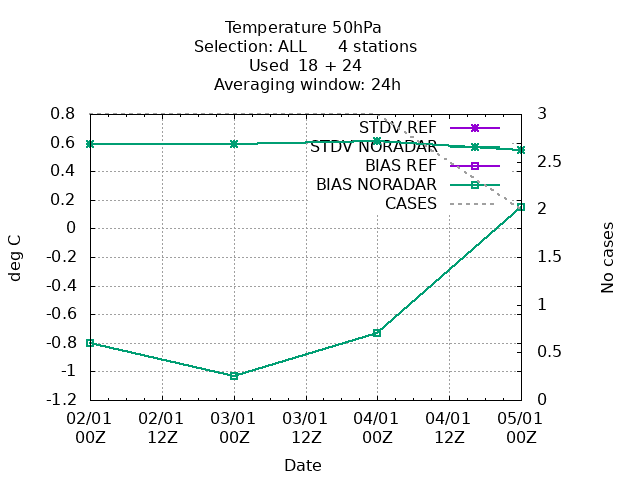 Temperature 50hPa
Selection: ALL      4 stations
Used  18 + 24
Averaging window: 24h
STDV REF
STDV NORADAR
BIAS REF
BIAS NORADAR
CASES
0.8
0.6
0.4
0.2
0
-0.2
-0.4
-0.6
-0.8
-1
-1.2
deg C
3
2.5
2
1.5
1
0.5
0
No cases
02/01 02/01 03/01 03/01 04/01 04/01 05/01
00Z 12Z 00Z 12Z 00Z 12Z 00Z
Date